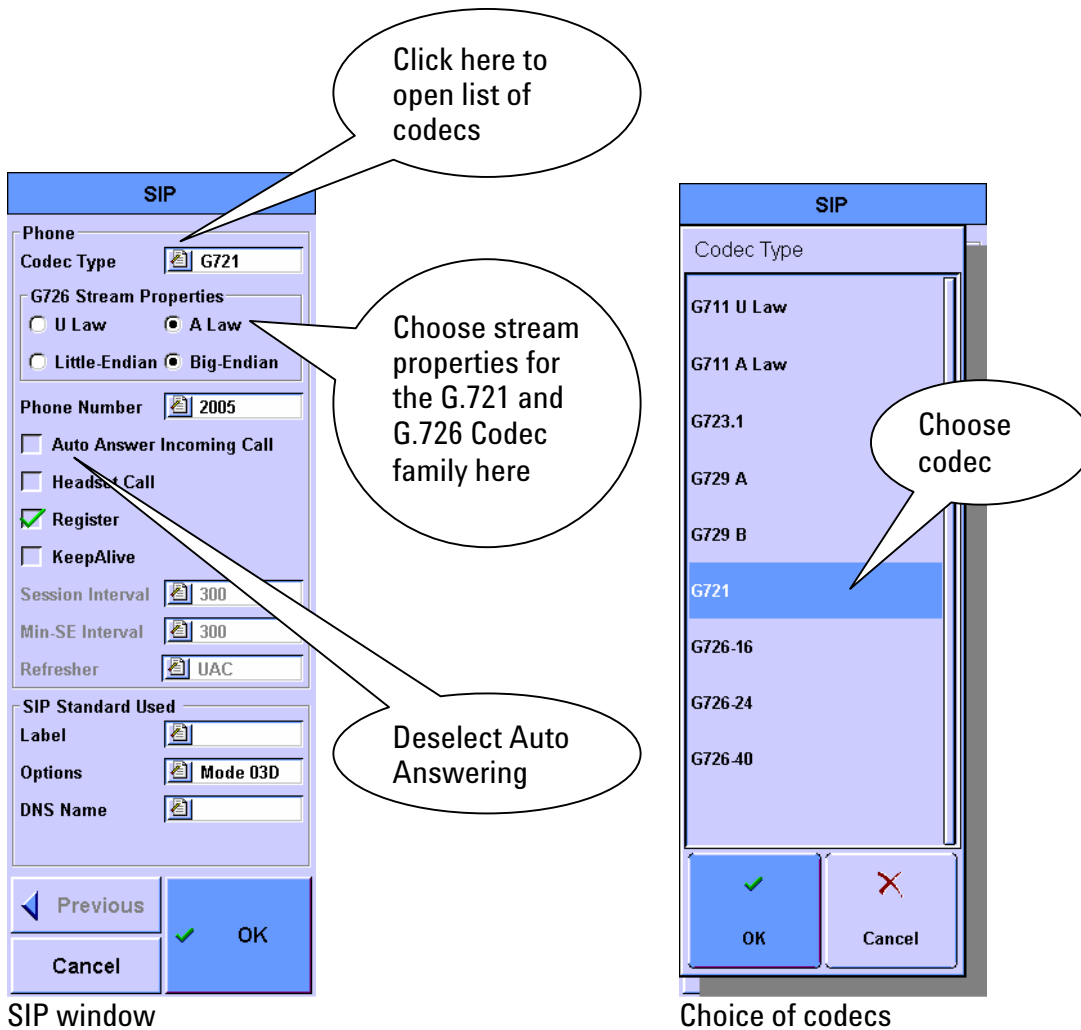 Click here to
open list of
codecs
SIP
Phone
Codec Type G721
G726 Stream Properties
U Law A Law
Little-Endian Big-Endian
Phone Number 2005
Auto Answer Incoming Call
Headset Call
Register
KeepAlive
Session Interval 300
Min-SE Interval 300
Refresher UAC
SIP Standard Used
Label
Options Mode 03D
DNS Name
Previous
OK
Cancel
SIP window
Choose stream
properties for
the G.721 and
G.726 Codec
family here
Deselect Auto
Answering
SIP
Codec Type
G711 U Law
G711 A Law
G723.1
G729 A
G729 B
G721
G726-16
G726-24
G726-40
OK
Cancel
Choose
codec
Choice of codecs